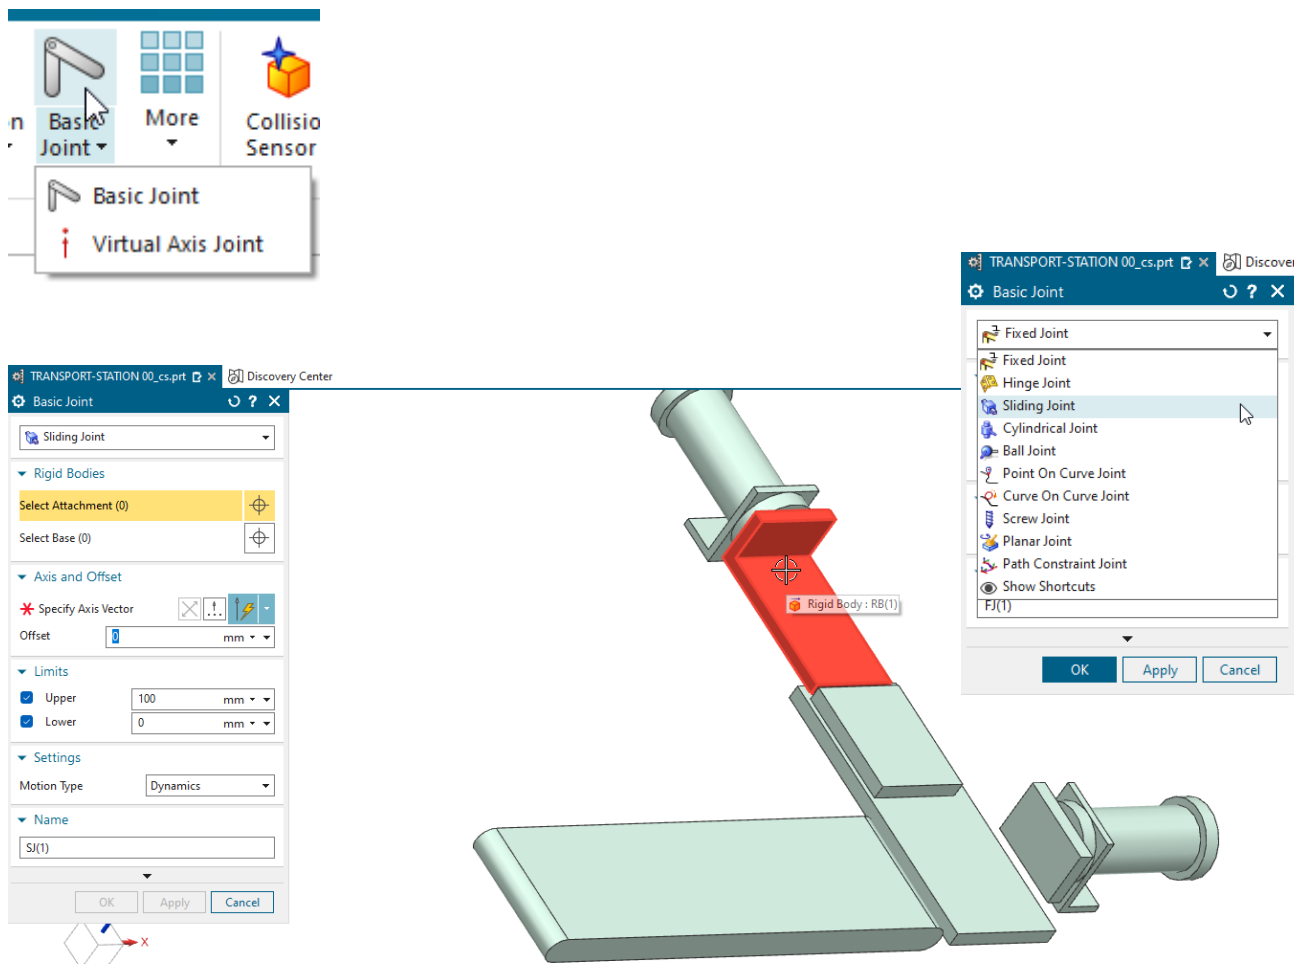 n
Basic
Joint
More
Collisio
Sensor
Basic Joint
Virtual Axis Joint
TRANSPORT-STATION 00_cs.prt
Discover
Basic Joint
?
Fixed Joint
Fixed Joint
Hinge Joint
Sliding Joint
Cylindrical Joint
Ball Joint
Point On Curve Joint
Curve On Curve Joint
Screw Joint
Planar Joint
Path Constraint Joint
Show Shortcuts
FJ(1)
OK Apply Cancel
TRANSPORT-STATION 00_cs.prt
Discovery Center
Basic Joint
?
Sliding Joint
Rigid Bodies
Select Attachment (0)
Select Base (0)
Axis and Offset
Specify Axis Vector
Offset 0 mm
Limits
Upper 100 mm
Lower 0 mm
Settings
Motion Type Dynamics
Name
SJ(1)
OK Apply Cancel
X
Rigid Body : RB(1)